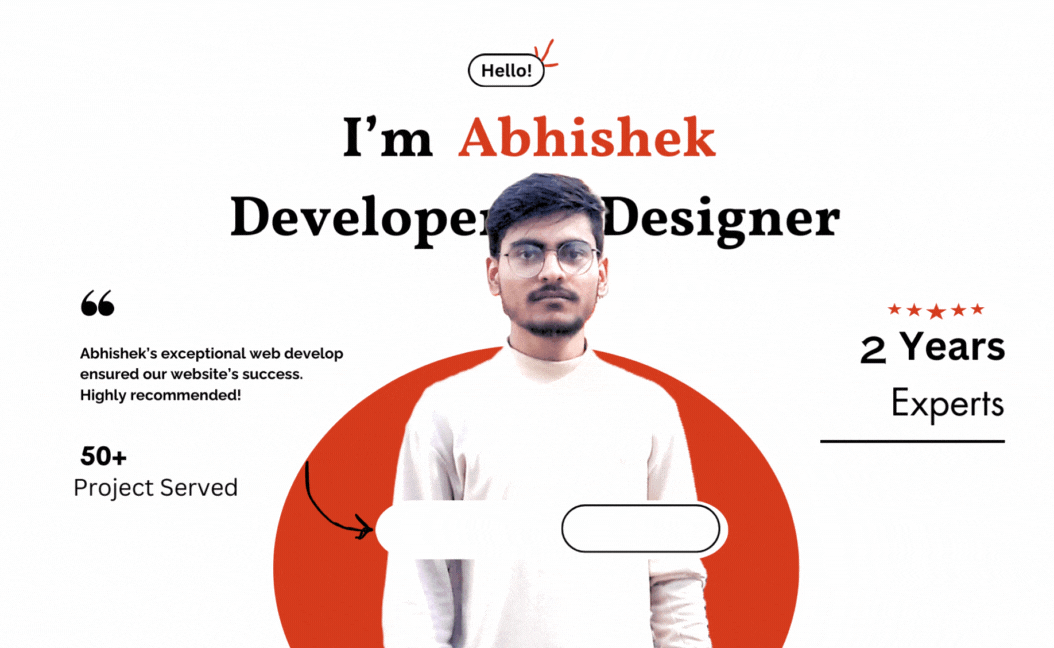 Hello!
I’m Abhishek
Developer Designer
“
Abhishek’s exceptional web develop
ensured our website’s success.
Highly recommended!
50+
Project Served
2 Years
Experts